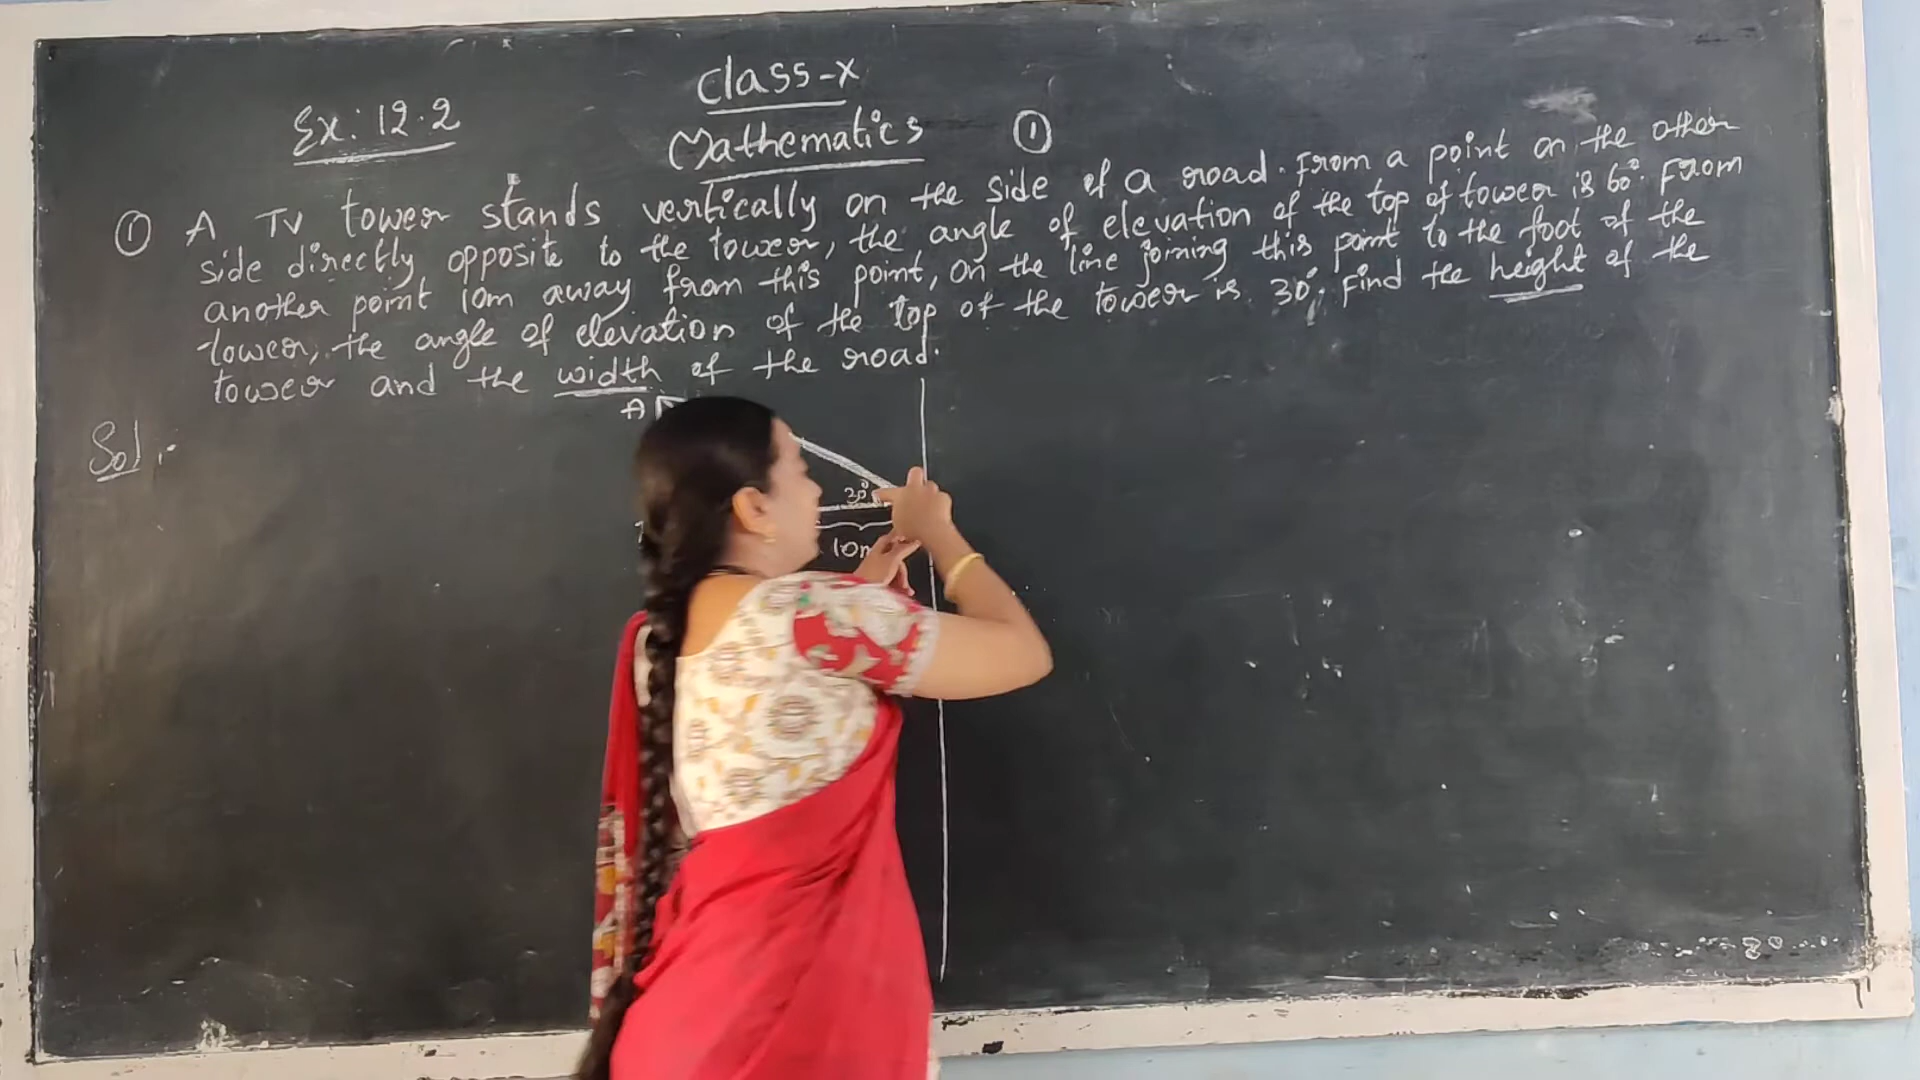 Class-X
Ex: 12.2
Mathematics
①
① A TV tower stands vertically on the side of a road. From a point on the other
side directly opposite to the tower, the angle of elevation of the top of tower is 60°. From
another point 10m away from this point, on the line joining this point to the foot of the
tower, the angle of elevation of the top of the tower is 30°. Find the height of the
tower and the width of the road.
A
Sol:-
30°